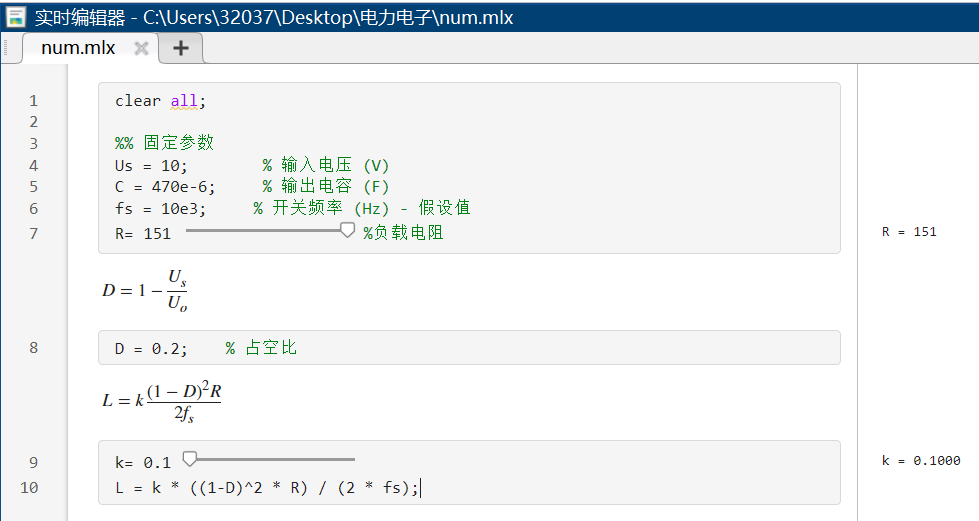 实时编辑器 - C:\Users\32037\Desktop\电力电子\num.mlx
num.mlx
1 clear all;
2
3 %% 固定参数
4 Us = 10; % 输入电压 (V)
5 C = 470e-6; % 输出电容 (F)
6 fs = 10e3; % 开关频率 (Hz) - 假设值
7 R= 151 %负载电阻 R = 151
D = 1 − U_s/U_o
8 D = 0.2; % 占空比
L = k (1 − D)²R/2f_s
9 k= 0.1 k = 0.1000
10 L = k * ((1-D)^2 * R) / (2 * fs);